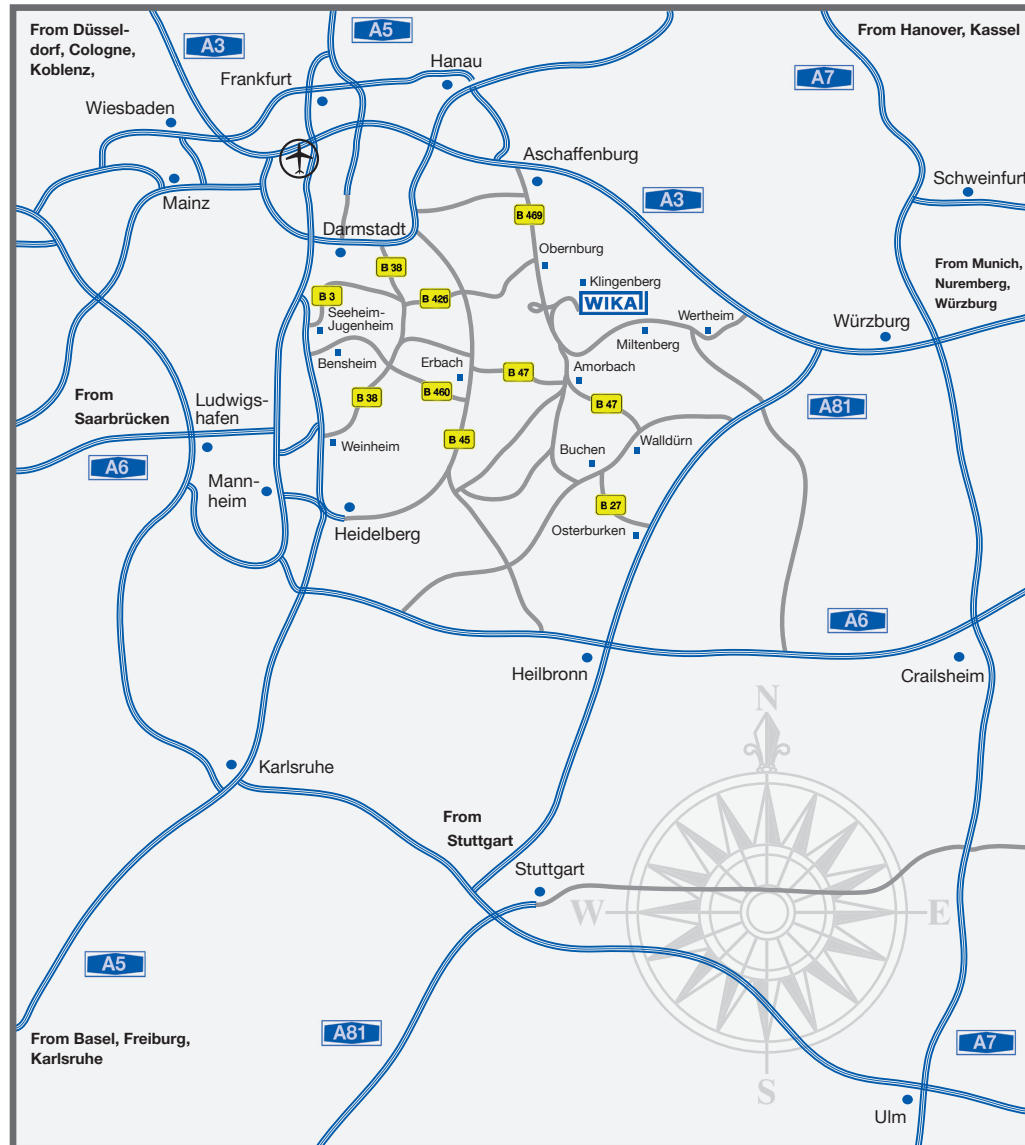 From Düssel-
dorf, Cologne,
Koblenz,
A3
A5
From Hanover, Kassel
A7
Hanau
Frankfurt
Wiesbaden
Aschaffenburg
Schweinfurt
Mainz
A3
B 469
Darmstadt
Obernburg
B 38
From Munich,
Nuremberg,
Würzburg
Klingenberg
B 3
B 426
WIKA
Seeheim-
Jugenheim
Wertheim
Würzburg
Miltenberg
Bensheim
Erbach
Amorbach
B 47
From
Saarbrücken
Ludwigs-
hafen
B 38
B 460
B 47
A81
Weinheim
B 45
Buchen
Walldürn
A6
Mann-
heim
B 27
Heidelberg
Osterburken
A6
Heilbronn
Crailsheim
N
Karlsruhe
From
Stuttgart
Stuttgart
W
E
A5
From Basel, Freiburg,
Karlsruhe
A81
A7
S
Ulm